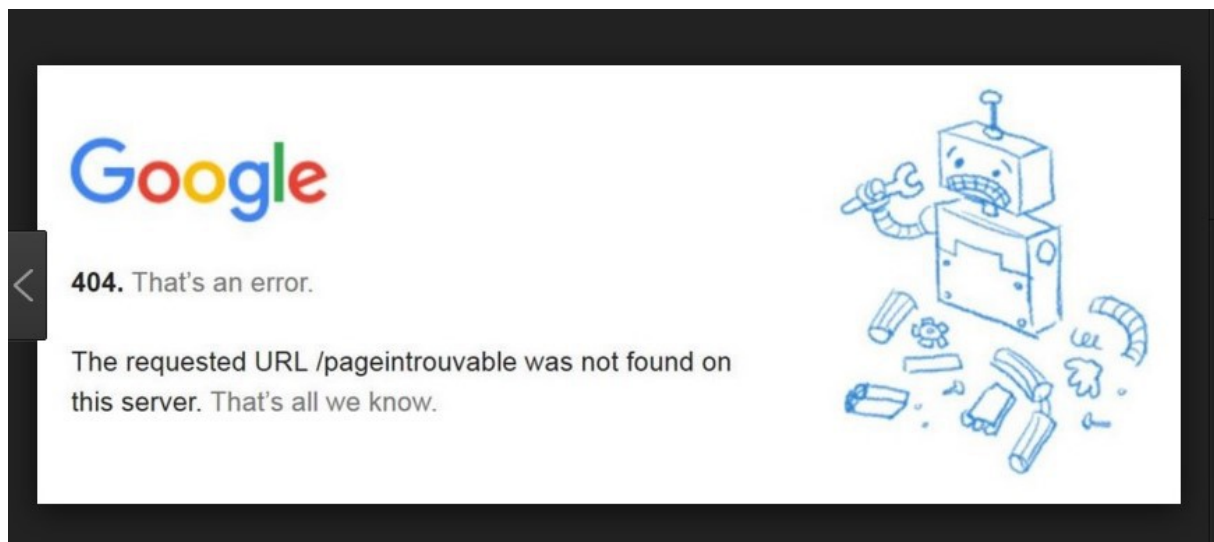 Google
404. That's an error.
The requested URL /pageintrouvable was not found on
this server. That's all we know.